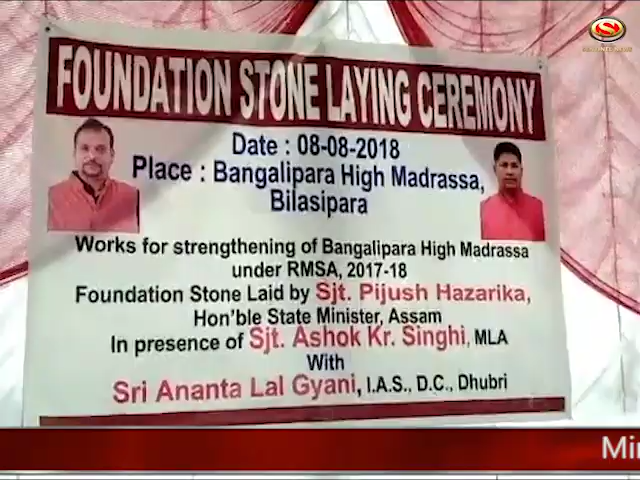 FOUNDATION STONE LAYING CEREMONY
Date : 08-08-2018
Place : Bangalipara High Madrassa,
Bilasipara
Works for strengthening of Bangalipara High Madrassa
under RMSA, 2017-18
Foundation Stone Laid by Sjt. Pijush Hazarika,
Hon'ble State Minister, Assam
In presence of Sjt. Ashok Kr. Singhi, MLA
With
Sri Ananta Lal Gyani, I.A.S., D.C., Dhubri